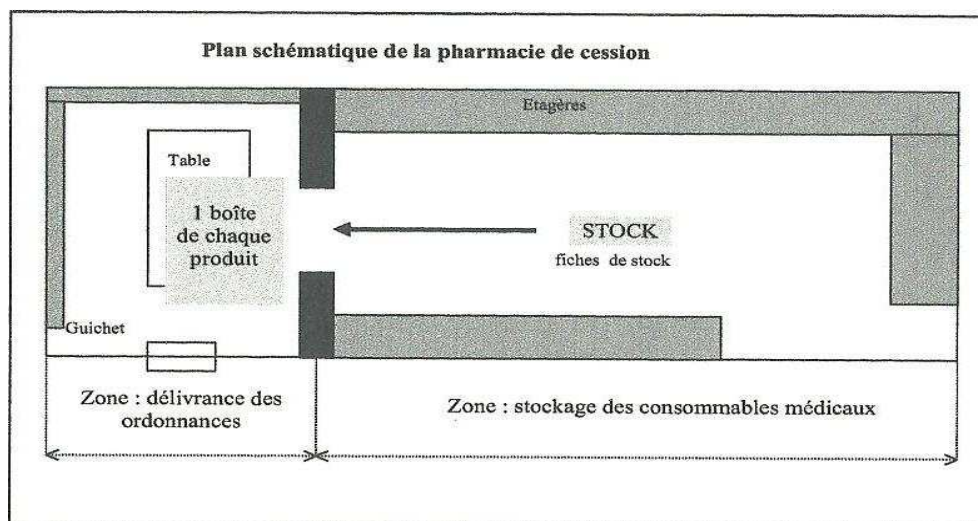 Plan schématique de la pharmacie de cession
Etagères
Table
1 boîte
de chaque
produit
STOCK
fiches de stock
Guichet
Zone : délivrance des
ordonnances
Zone : stockage des consommables médicaux